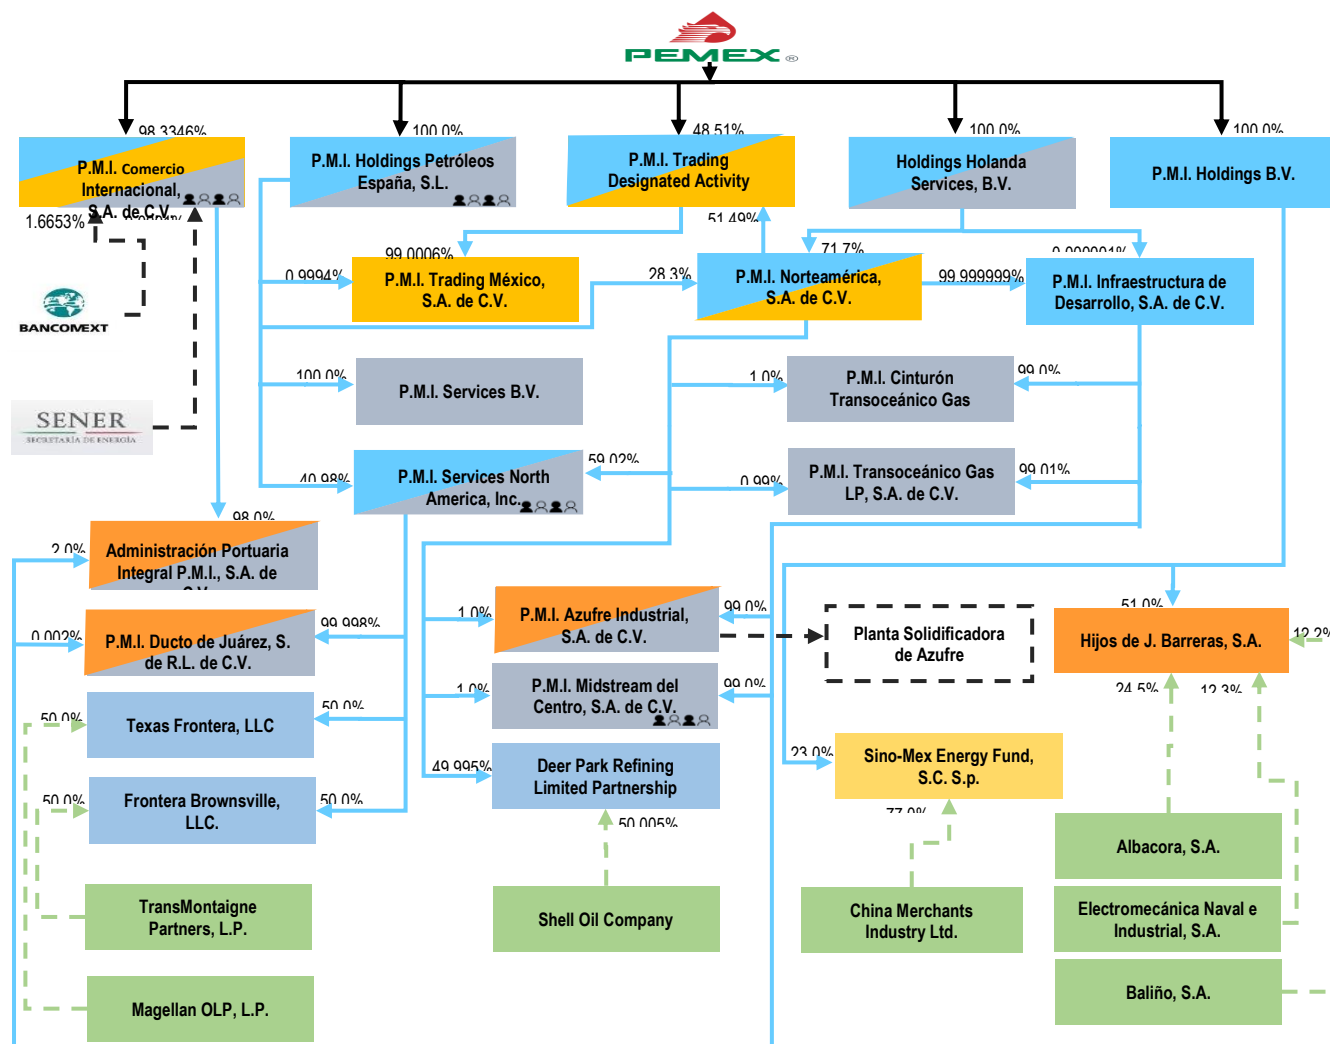 PEMEX ®
98.3346%
100.0%
48.51%
100.0%
100.0%
P.M.I. Comercio
Internacional,
S.A. de C.V.
P.M.I. Holdings Petróleos
España, S.L.
P.M.I. Trading
Designated Activity
Holdings Holanda
Services, B.V.
P.M.I. Holdings B.V.
1.6653%
51.49%
99.0006%
71.7%
0.000001%
0.9994%
P.M.I. Trading México,
S.A. de C.V.
28.3%
P.M.I. Norteamérica,
S.A. de C.V.
99.999999%
P.M.I. Infraestructura de
Desarrollo, S.A. de C.V.
BANCOMEXT
100.0%
P.M.I. Services B.V.
1.0%
P.M.I. Cinturón
Transoceánico Gas
99.0%
SENER
SECRETARÍA DE ENERGÍA
40.98%
P.M.I. Services North
America, Inc.
59.02%
0.99%
P.M.I. Transoceánico Gas
LP, S.A. de C.V.
99.01%
98.0%
2.0%
Administración Portuaria
Integral P.M.I., S.A. de
1.0%
P.M.I. Azufre Industrial,
S.A. de C.V.
99.0%
Planta Solidificadora
de Azufre
51.0%
Hijos de J. Barreras, S.A.
12.2%
0.002%
P.M.I. Ducto de Juárez, S.
de R.L. de C.V.
99.998%
1.0%
P.M.I. Midstream del
Centro, S.A. de C.V.
99.0%
24.5%
12.3%
50.0%
Texas Frontera, LLC
50.0%
49.995%
Deer Park Refining
Limited Partnership
23.0%
Sino-Mex Energy Fund,
S.C. S.p.
50.0%
Frontera Brownsville,
LLC.
50.0%
50.005%
77.0%
Albacora, S.A.
TransMontaigne
Partners, L.P.
Shell Oil Company
China Merchants
Industry Ltd.
Electromecánica Naval e
Industrial, S.A.
Magellan OLP, L.P.
Baliño, S.A.